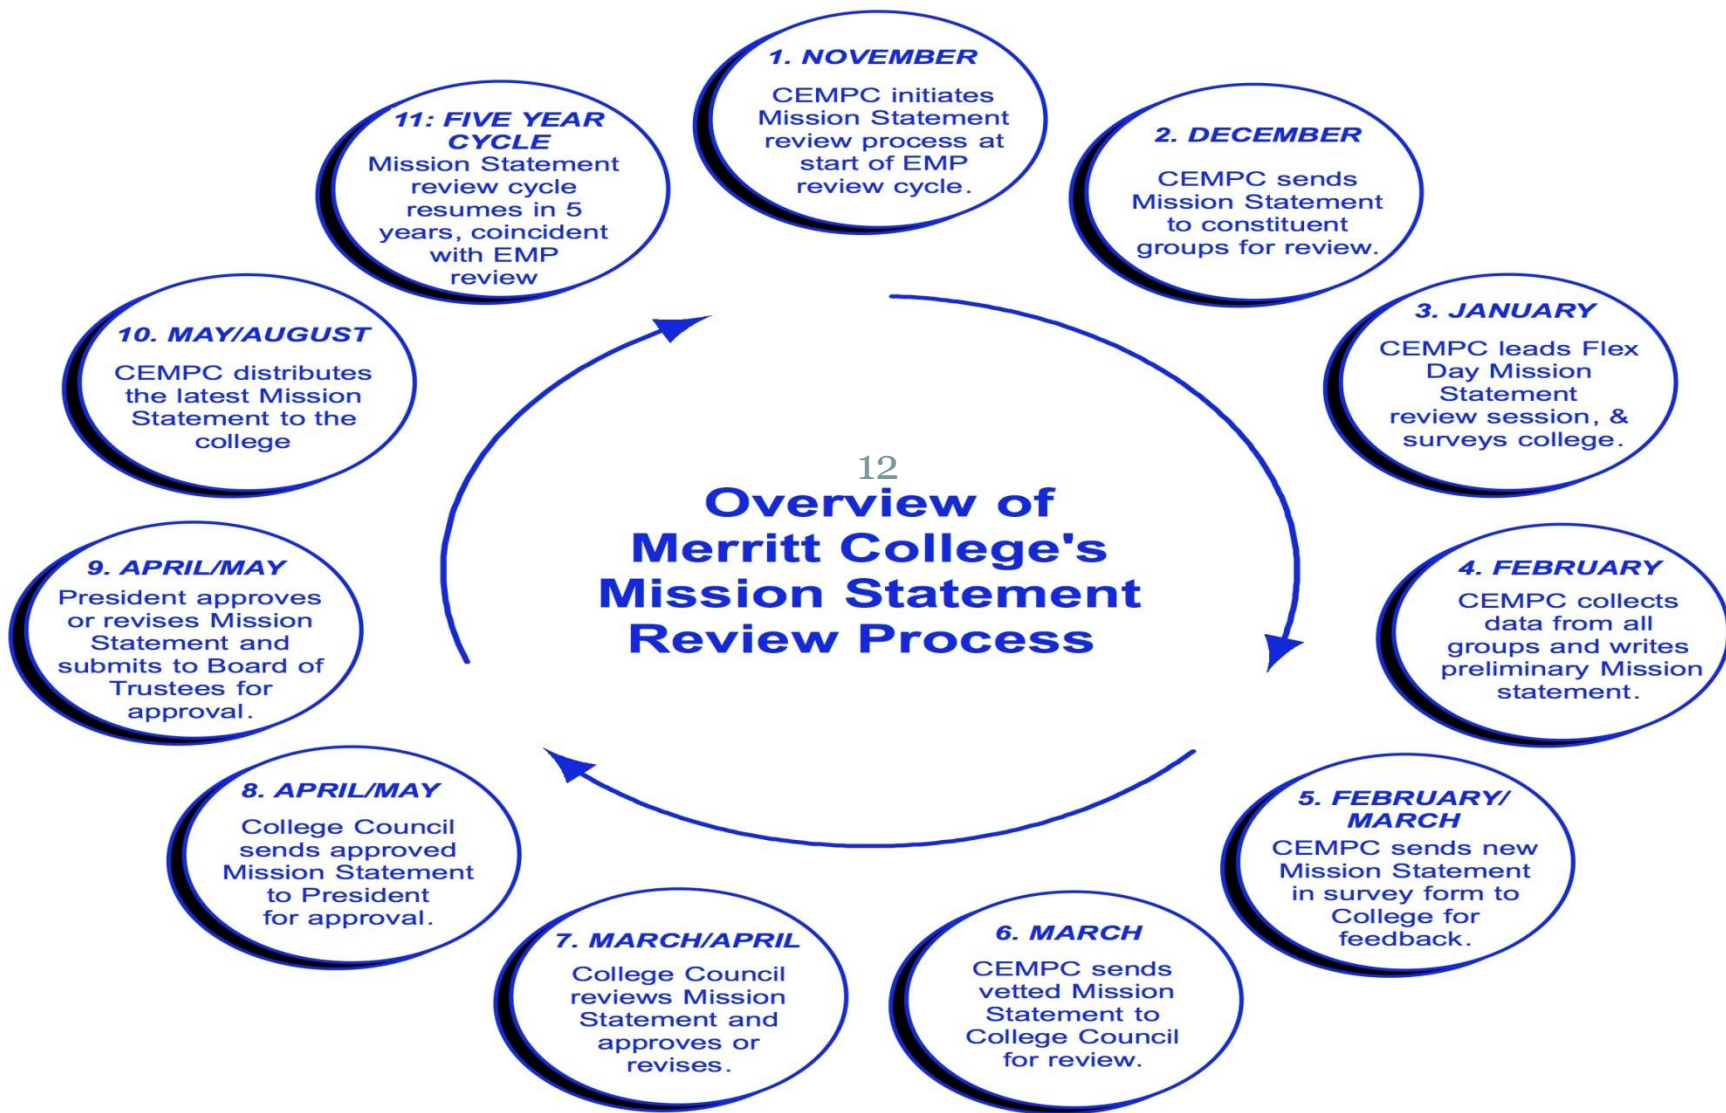 1. NOVEMBER
CEMPC initiates
Mission Statement
review process at
start of EMP
review cycle.
2. DECEMBER
CEMPC sends
Mission Statement
to constituent
groups for review.
3. JANUARY
CEMPC leads Flex
Day Mission
Statement
review session, &
surveys college.
4. FEBRUARY
CEMPC collects
data from all
groups and writes
preliminary Mission
statement.
5. FEBRUARY/
MARCH
CEMPC sends new
Mission Statement
in survey form to
College for
feedback.
6. MARCH
CEMPC sends
vetted Mission
Statement to
College Council
for review.
7. MARCH/APRIL
College Council
reviews Mission
Statement and
approves or
revises.
8. APRIL/MAY
College Council
sends approved
Mission Statement
to President
for approval.
9. APRIL/MAY
President approves
or revises Mission
Statement and
submits to Board of
Trustees for
approval.
10. MAY/AUGUST
CEMPC distributes
the latest Mission
Statement to the
college
11: FIVE YEAR
CYCLE
Mission Statement
review cycle
resumes in 5
years, coincident
with EMP
review
12
Overview of
Merritt College's
Mission Statement
Review Process